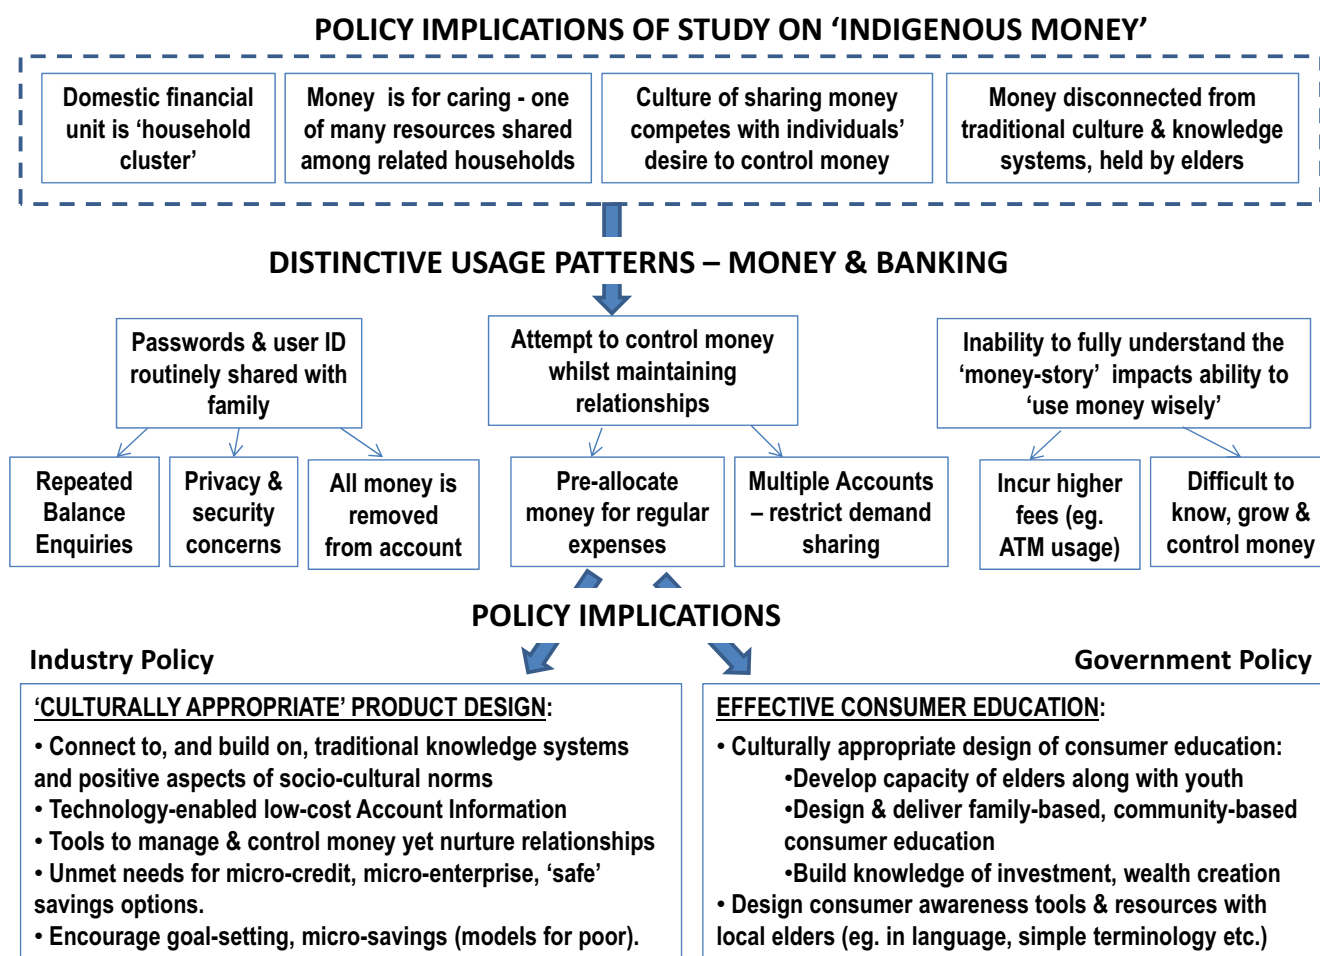 POLICY IMPLICATIONS OF STUDY ON ‘INDIGENOUS MONEY’
Domestic financial
unit is ‘household
cluster’
Money is for caring - one
of many resources shared
among related households
Culture of sharing money
competes with individuals’
desire to control money
Money disconnected from
traditional culture & knowledge
systems, held by elders
DISTINCTIVE USAGE PATTERNS – MONEY & BANKING
Passwords & user ID
routinely shared with
family
Attempt to control money
whilst maintaining
relationships
Inability to fully understand the
‘money-story’ impacts ability to
‘use money wisely’
Repeated
Balance
Enquiries
Privacy &
security
concerns
All money is
removed
from account
Pre-allocate
money for regular
expenses
Multiple Accounts
– restrict demand
sharing
Incur higher
fees (eg.
ATM usage)
Difficult to
know, grow &
control money
POLICY IMPLICATIONS
Industry Policy
Government Policy
‘CULTURALLY APPROPRIATE’ PRODUCT DESIGN:
• Connect to, and build on, traditional knowledge systems
and positive aspects of socio-cultural norms
• Technology-enabled low-cost Account Information
• Tools to manage & control money yet nurture relationships
• Unmet needs for micro-credit, micro-enterprise, ‘safe’
savings options.
• Encourage goal-setting, micro-savings (models for poor).
EFFECTIVE CONSUMER EDUCATION:
• Culturally appropriate design of consumer education:
•Develop capacity of elders along with youth
•Design & deliver family-based, community-based
consumer education
•Build knowledge of investment, wealth creation
• Design consumer awareness tools & resources with
local elders (eg. in language, simple terminology etc.)